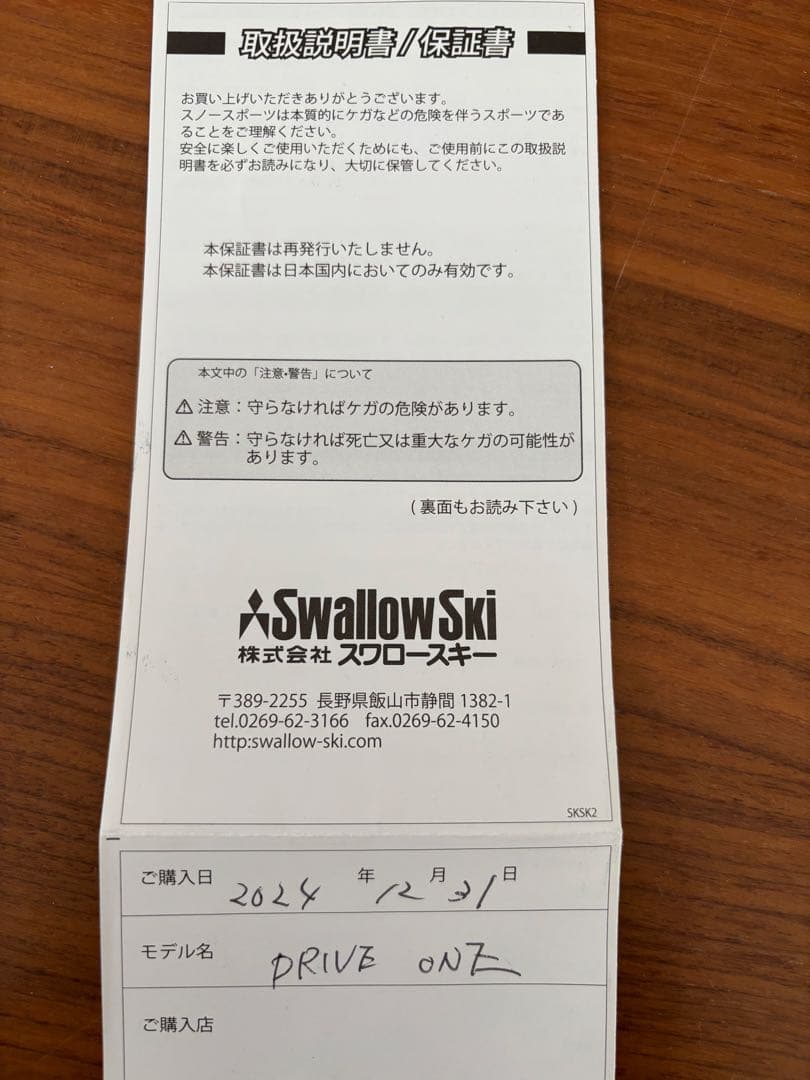 取扱説明書/保証書
お買い上げいただきありがとうございます。
スノースポーツは本質的にケガなどの危険を伴うスポーツであ
ることをご理解ください。
安全に楽しくご使用いただくためにも、ご使用前にこの取扱説
明書を必ずお読みになり、大切に保管してください。
本保証書は再発行いたしません。
本保証書は日本国内においてのみ有効です。
本文中の「注意・警告」について
⚠ 注意：守らなければケガの危険があります。
⚠ 警告：守らなければ死亡又は重大なケガの可能性が
あります。
(裏面もお読み下さい)
Swallow Ski
株式会社 スワロースキー
〒389-2255 長野県飯山市静間 1382-1
tel.0269-62-3166 fax.0269-62-4150
http:swallow-ski.com
SKSK2
ご購入日 2024 年 12 月 31 日
モデル名 DRIVE ONE
ご購入店